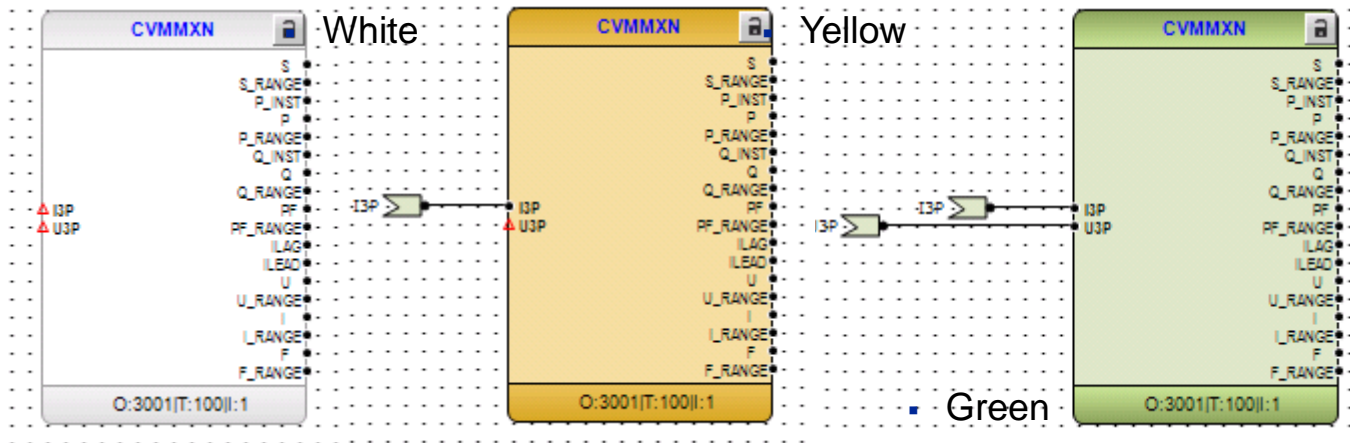 CVMMXN
White
S
S_RANGE
P_INST
P
P_RANGE
Q_INST
Q
Q_RANGE
PF
PF_RANGE
ILAG
ILEAD
U
U_RANGE
I
I_RANGE
F
F_RANGE
I3P
U3P
O:3001|T:100|I:1
CVMMXN
Yellow
S
S_RANGE
P_INST
P
P_RANGE
Q_INST
Q
Q_RANGE
PF
PF_RANGE
ILAG
ILEAD
U
U_RANGE
I
I_RANGE
F
F_RANGE
I3P
I3P
U3P
O:3001|T:100|I:1
CVMMXN
S
S_RANGE
P_INST
P
P_RANGE
Q_INST
Q
Q_RANGE
PF
PF_RANGE
ILAG
ILEAD
U
U_RANGE
I
I_RANGE
F
F_RANGE
I3P
I3P
I3P
U3P
Green
O:3001|T:100|I:1